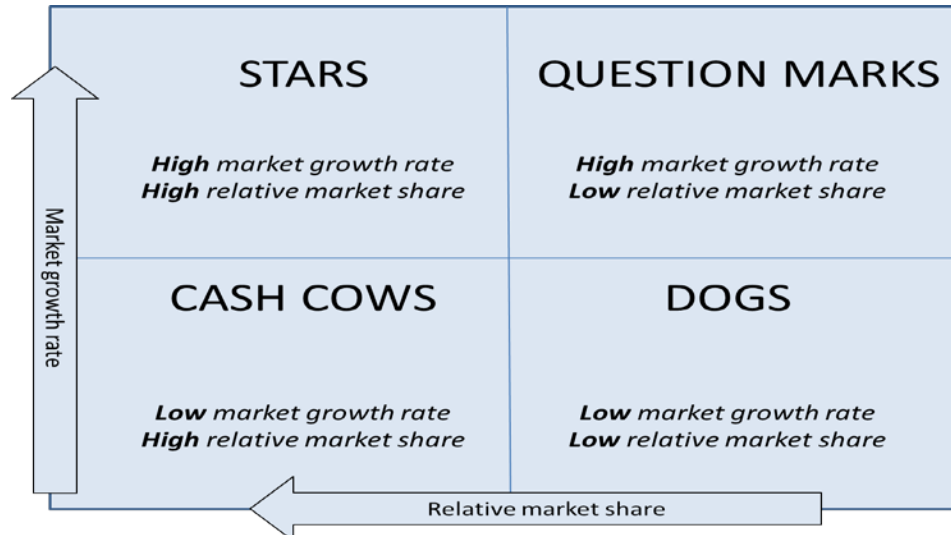 STARS
High market growth rate
High relative market share
QUESTION MARKS
High market growth rate
Low relative market share
Market growth rate
CASH COWS
Low market growth rate
High relative market share
DOGS
Low market growth rate
Low relative market share
Relative market share